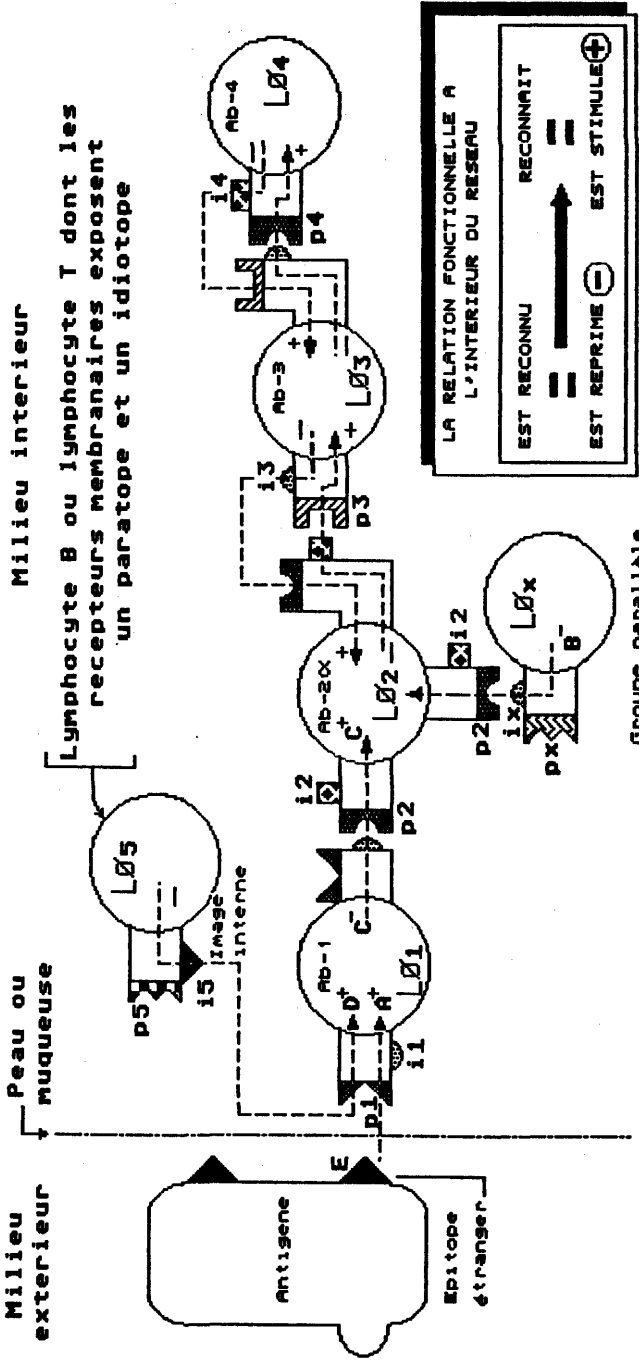 Milieu
exterieur
Peau ou
muqueuse
Milieu interieur
Lymphocyte B ou lymphocyte T dont les
recepteurs membranaires exposent
un paratope et un idiotope
LØ5
p5
i5
Image
interne
Antigene
E
Epitope
étranger
p1
i1
Ab-1
D+
A+
C-
LØ1
i2
p2
Ab-2α
C+
+
LØ2
p2
i2
ix
px
B-
LØx
Groupe parallèle
i3
p3
Ab-3
-
+
+
LØ3
i4
p4
Ab-4
-
+
LØ4
LA RELATION FONCTIONNELLE A
L'INTERIEUR DU RESEAU
EST RECONNU
RECONNAIT
EST REPRIME -
EST STIMULE +